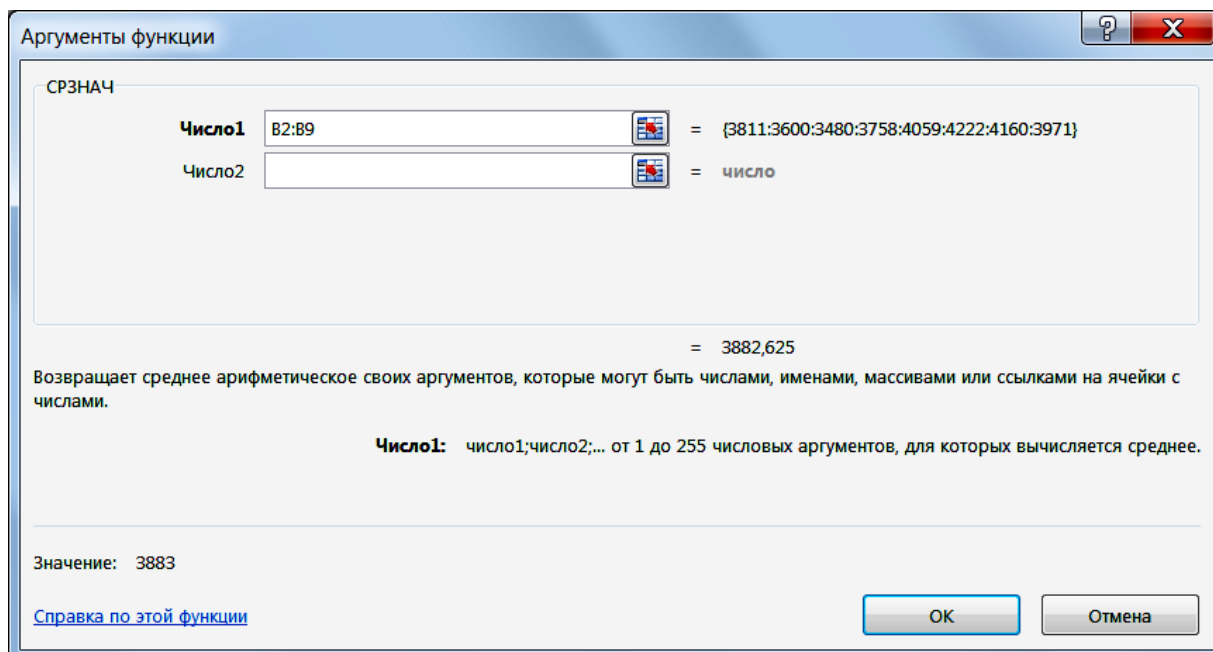 Аргументы функции
СРЗНАЧ
Число1 B2:B9 = {3811:3600:3480:3758:4059:4222:4160:3971}
Число2 = число
= 3882,625
Возвращает среднее арифметическое своих аргументов, которые могут быть числами, именами, массивами или ссылками на ячейки с
числами.
Число1: число1;число2;... от 1 до 255 числовых аргументов, для которых вычисляется среднее.
Значение: 3883
Справка по этой функции
ОК Отмена